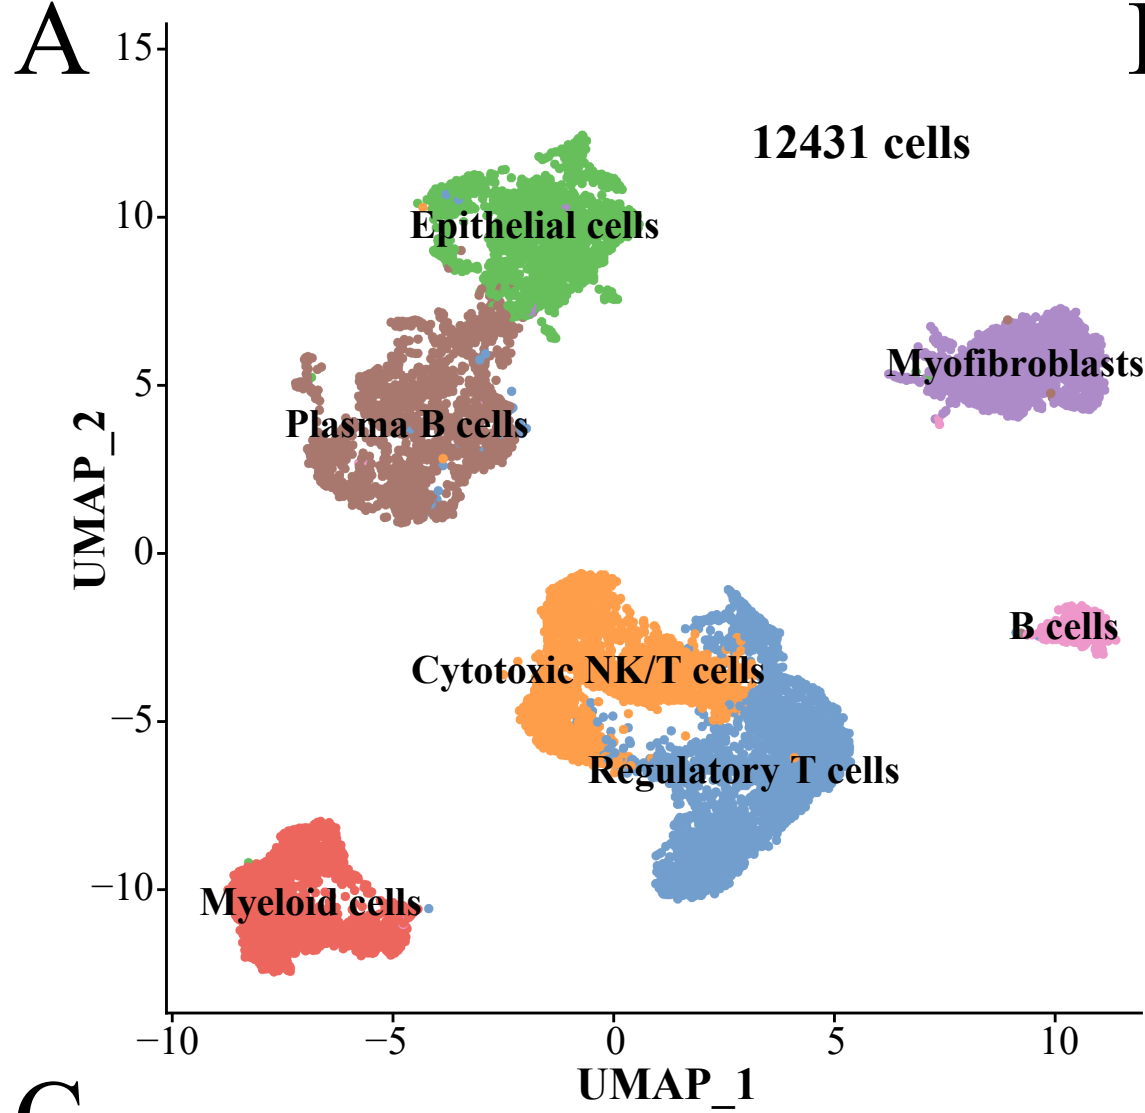 A
15
12431 cells
10
Epithelial cells
Myofibroblasts
5
Plasma B cells
UMAP_2
0
B cells
Cytotoxic NK/T cells
−5
Regulatory T cells
−10
Myeloid cells
−10 −5 0 5 10
UMAP_1